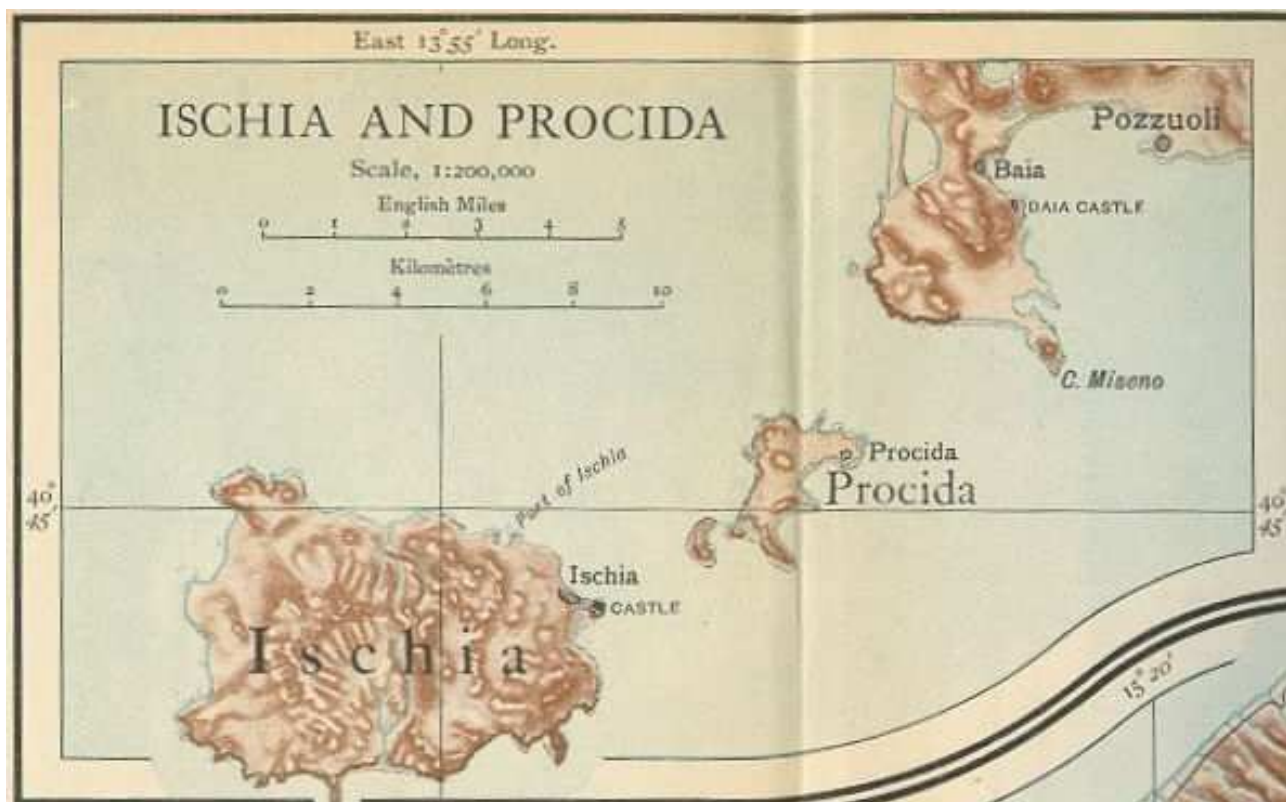 East 13°55' Long.
ISCHIA AND PROCIDA
Scale, 1:200,000
English Miles
0 1 2 3 4 5
Kilomètres
0 2 4 6 8 10
Pozzuoli
Baia
BAIA CASTLE
C. Miseno
Procida
Procida
Port of Ischia
40°
45'
40°
45'
Ischia
CASTLE
Ischia
15° 20'